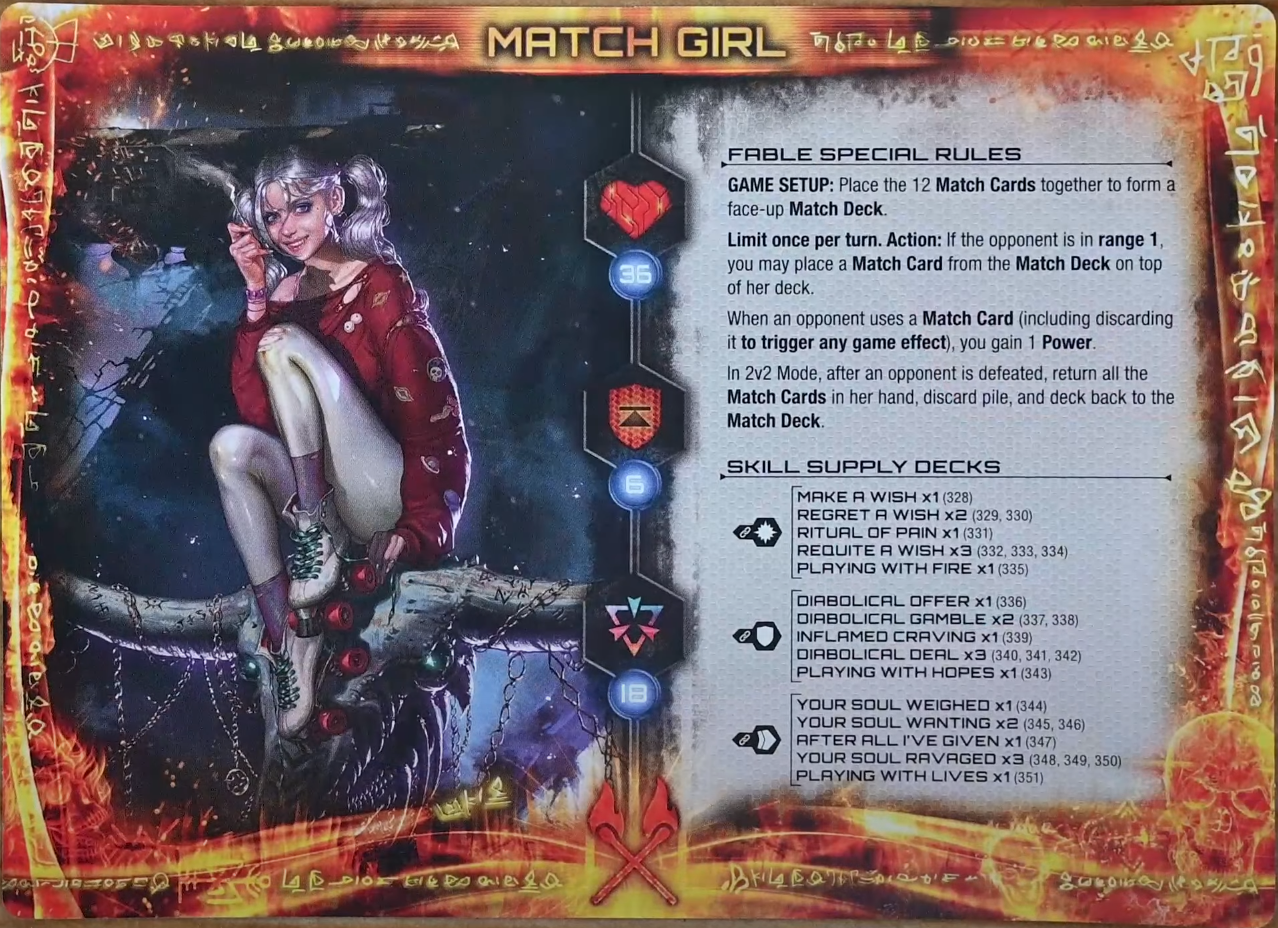 MATCH GIRL
36
6
18
FABLE SPECIAL RULES
GAME SETUP: Place the 12 Match Cards together to form a
face-up Match Deck.
Limit once per turn. Action: If the opponent is in range 1,
you may place a Match Card from the Match Deck on top
of her deck.
When an opponent uses a Match Card (including discarding
it to trigger any game effect), you gain 1 Power.
In 2v2 Mode, after an opponent is defeated, return all the
Match Cards in her hand, discard pile, and deck back to the
Match Deck.
SKILL SUPPLY DECKS
MAKE A WISH x1 (328)
REGRET A WISH x2 (329, 330)
RITUAL OF PAIN x1 (331)
REQUITE A WISH x3 (332, 333, 334)
PLAYING WITH FIRE x1 (335)
DIABOLICAL OFFER x1 (336)
DIABOLICAL GAMBLE x2 (337, 338)
INFLAMED CRAVING x1 (339)
DIABOLICAL DEAL x3 (340, 341, 342)
PLAYING WITH HOPES x1 (343)
YOUR SOUL WEIGHED x1 (344)
YOUR SOUL WANTING x2 (345, 346)
AFTER ALL I'VE GIVEN x1 (347)
YOUR SOUL RAVAGED x3 (348, 349, 350)
PLAYING WITH LIVES x1 (351)